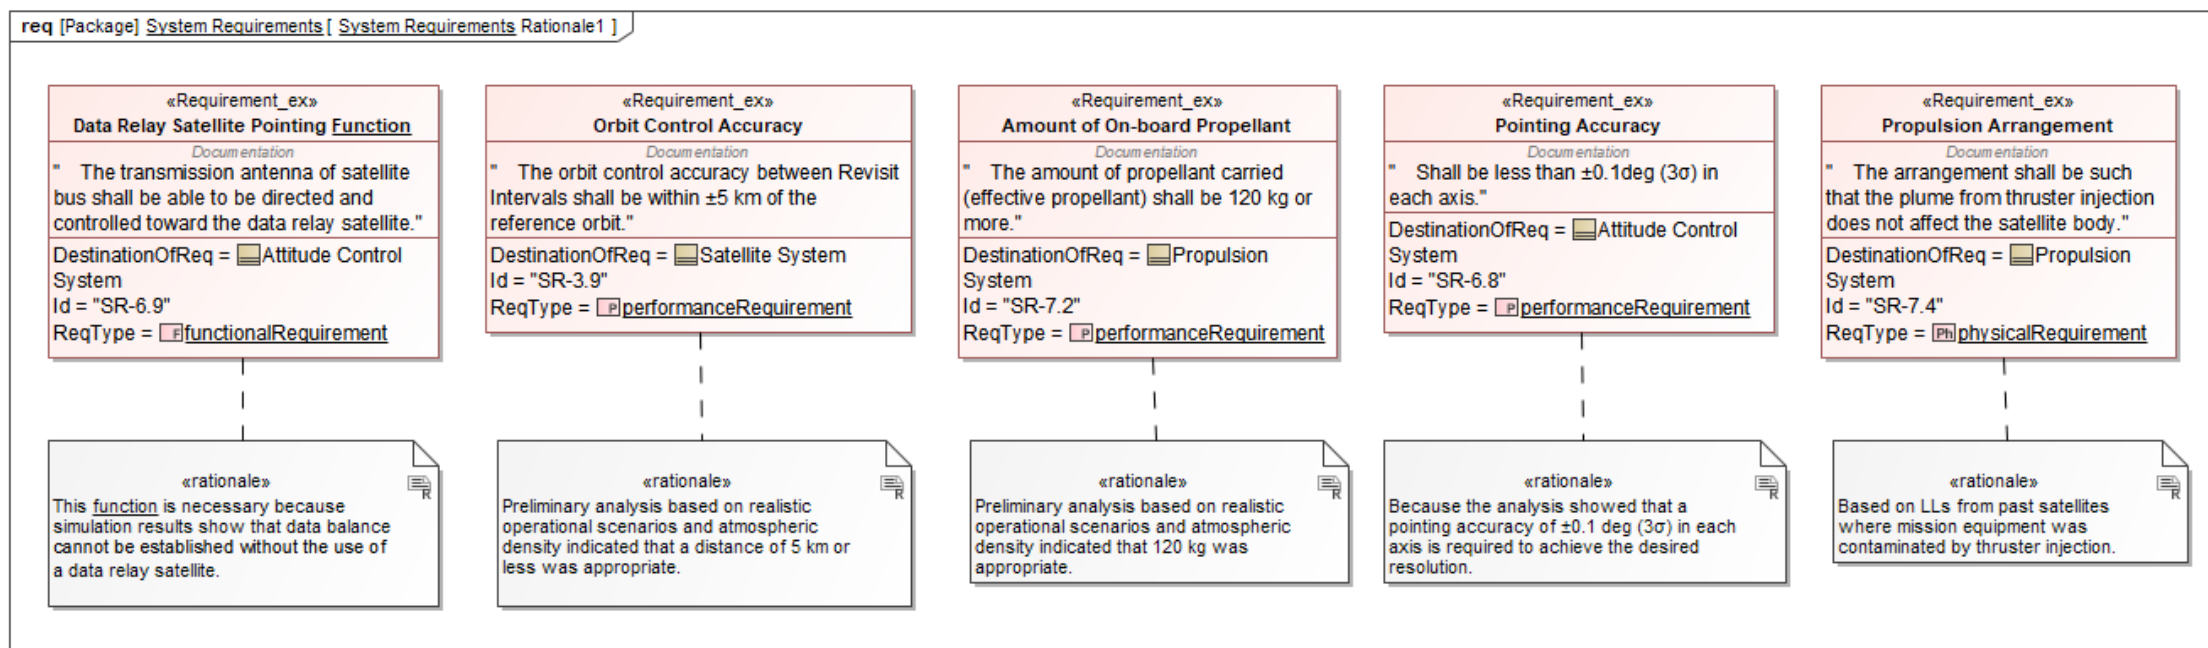 req [Package] System Requirements [ System Requirements Rationale1 ]
«Requirement_ex»
Data Relay Satellite Pointing Function
Documentation
" The transmission antenna of satellite
bus shall be able to be directed and
controlled toward the data relay satellite."
DestinationOfReq = Attitude Control
System
Id = "SR-6.9"
ReqType = F functionalRequirement
«rationale»
R
This function is necessary because
simulation results show that data balance
cannot be established without the use of
a data relay satellite.
«Requirement_ex»
Orbit Control Accuracy
Documentation
" The orbit control accuracy between Revisit
Intervals shall be within ±5 km of the
reference orbit."
DestinationOfReq = Satellite System
Id = "SR-3.9"
ReqType = P performanceRequirement
«rationale»
R
Preliminary analysis based on realistic
operational scenarios and atmospheric
density indicated that a distance of 5 km or
less was appropriate.
«Requirement_ex»
Amount of On-board Propellant
Documentation
" The amount of propellant carried
(effective propellant) shall be 120 kg or
more."
DestinationOfReq = Propulsion
System
Id = "SR-7.2"
ReqType = P performanceRequirement
«rationale»
R
Preliminary analysis based on realistic
operational scenarios and atmospheric
density indicated that 120 kg was
appropriate.
«Requirement_ex»
Pointing Accuracy
Documentation
" Shall be less than ±0.1deg (3σ) in
each axis."
DestinationOfReq = Attitude Control
System
Id = "SR-6.8"
ReqType = P performanceRequirement
«rationale»
R
Because the analysis showed that a
pointing accuracy of ±0.1 deg (3σ) in each
axis is required to achieve the desired
resolution.
«Requirement_ex»
Propulsion Arrangement
Documentation
" The arrangement shall be such
that the plume from thruster injection
does not affect the satellite body."
DestinationOfReq = Propulsion
System
Id = "SR-7.4"
ReqType = Ph physicalRequirement
«rationale»
R
Based on LLs from past satellites
where mission equipment was
contaminated by thruster injection.